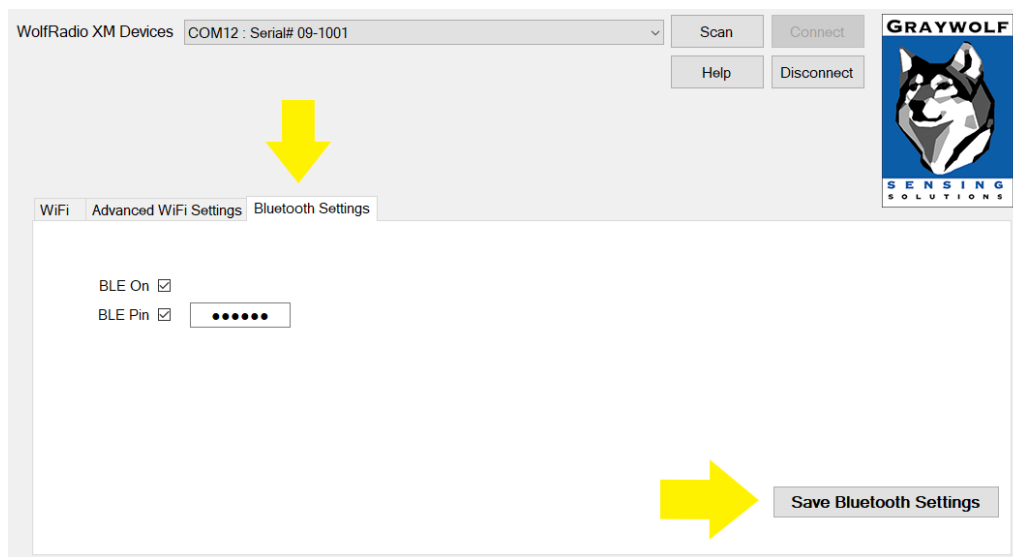 WolfRadio XM Devices COM12 : Serial# 09-1001 Scan Connect
Help Disconnect
GRAYWOLF
SENSING
SOLUTIONS
WiFi Advanced WiFi Settings Bluetooth Settings
BLE On
BLE Pin ●●●●●●
Save Bluetooth Settings